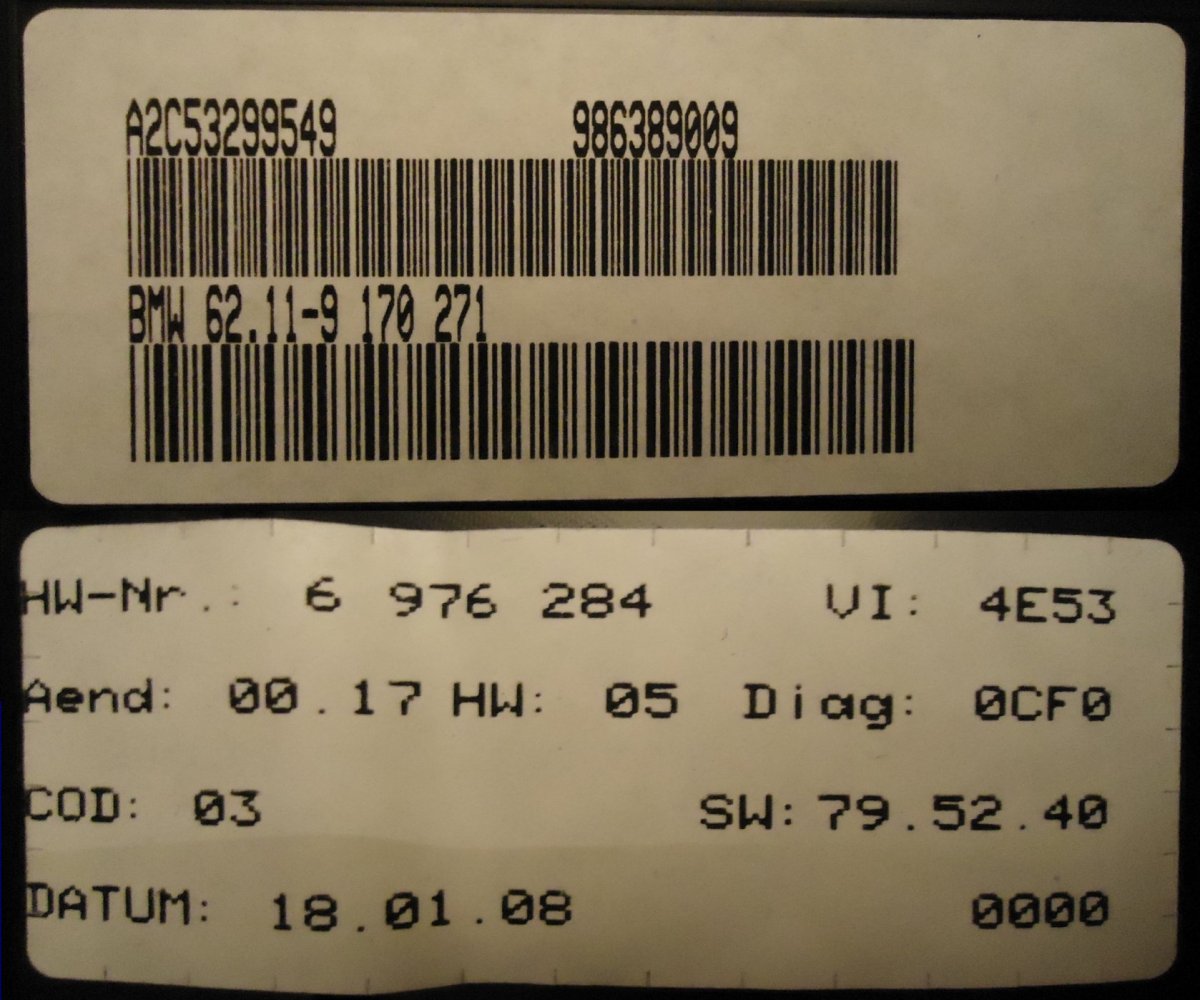 A2C53299549 986389009
BMW 62.11-9 170 271
HW-Nr.: 6 976 284 VI: 4E53
Aend: 00.17 HW: 05 Diag: 0CF0
COD: 03 SW: 79.52.40
DATUM: 18.01.08 0000